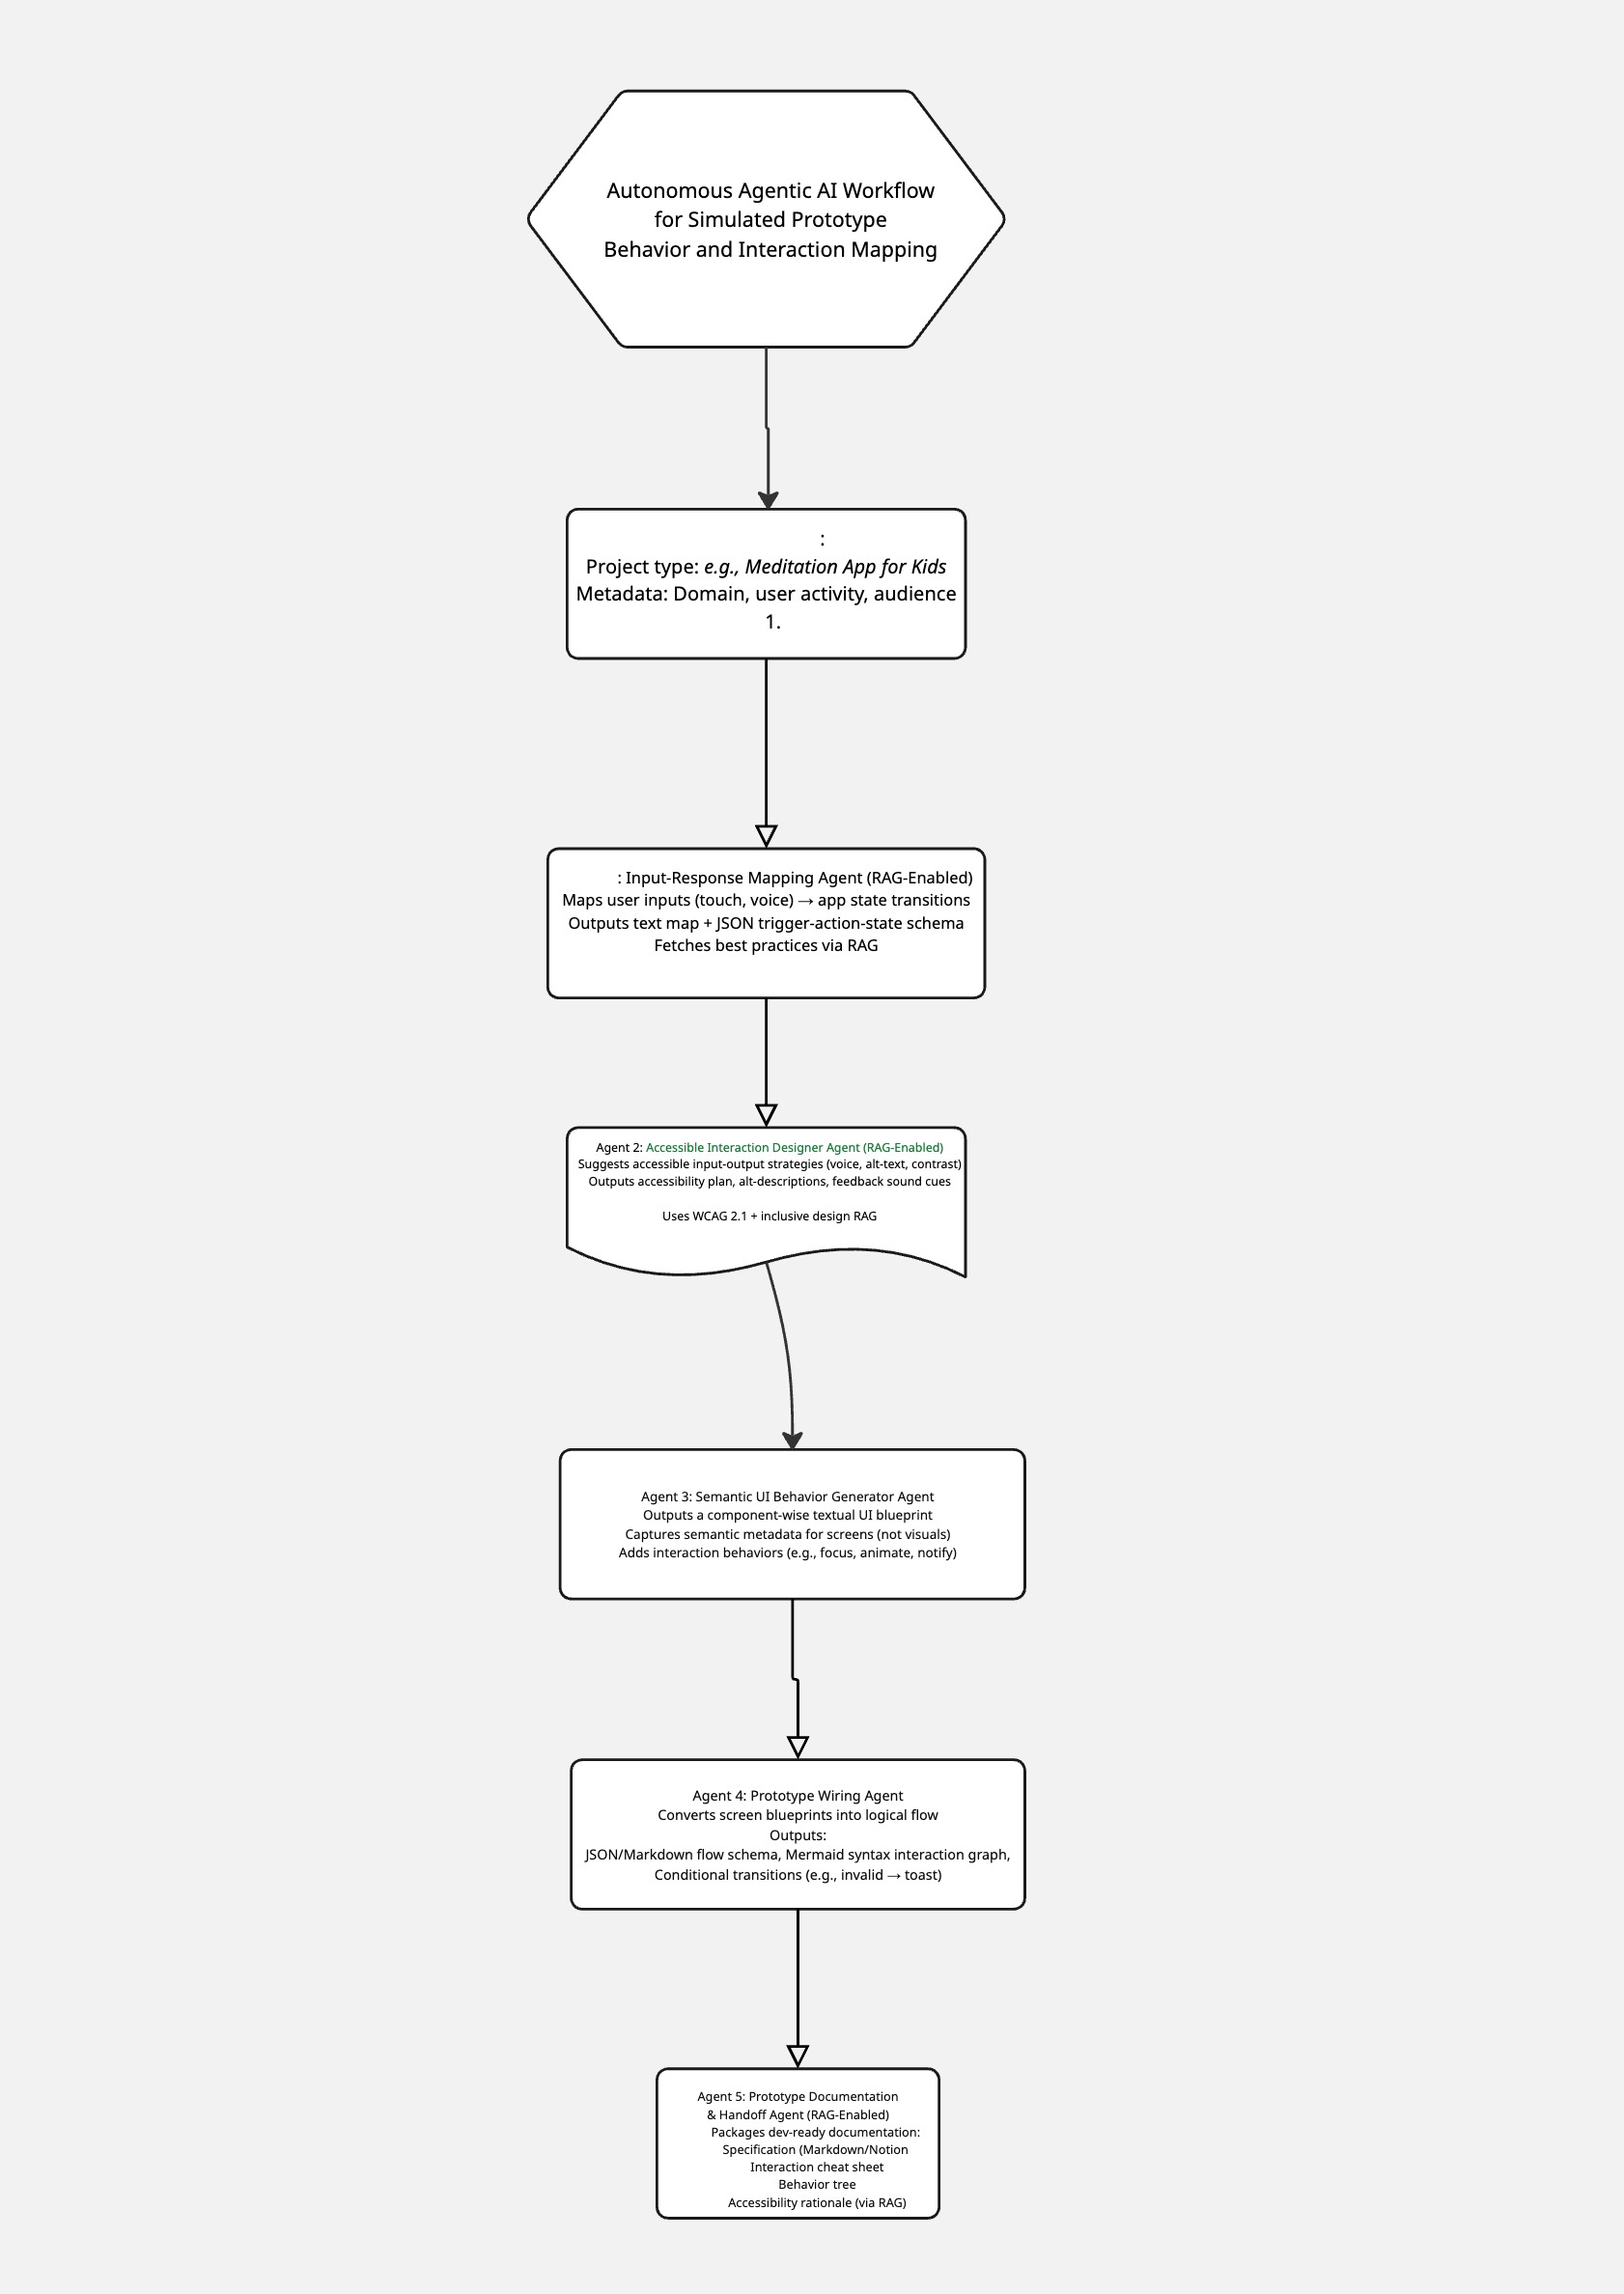 Autonomous Agentic AI Workflow
for Simulated Prototype
Behavior and Interaction Mapping
:
Project type: e.g., Meditation App for Kids
Metadata: Domain, user activity, audience
1.
: Input-Response Mapping Agent (RAG-Enabled)
Maps user inputs (touch, voice) → app state transitions
Outputs text map + JSON trigger-action-state schema
Fetches best practices via RAG
Agent 2: Accessible Interaction Designer Agent (RAG-Enabled)
Suggests accessible input-output strategies (voice, alt-text, contrast)
Outputs accessibility plan, alt-descriptions, feedback sound cues
Uses WCAG 2.1 + inclusive design RAG
Agent 3: Semantic UI Behavior Generator Agent
Outputs a component-wise textual UI blueprint
Captures semantic metadata for screens (not visuals)
Adds interaction behaviors (e.g., focus, animate, notify)
Agent 4: Prototype Wiring Agent
Converts screen blueprints into logical flow
Outputs:
JSON/Markdown flow schema, Mermaid syntax interaction graph,
Conditional transitions (e.g., invalid → toast)
Agent 5: Prototype Documentation
& Handoff Agent (RAG-Enabled)
Packages dev-ready documentation:
Specification (Markdown/Notion
Interaction cheat sheet
Behavior tree
Accessibility rationale (via RAG)